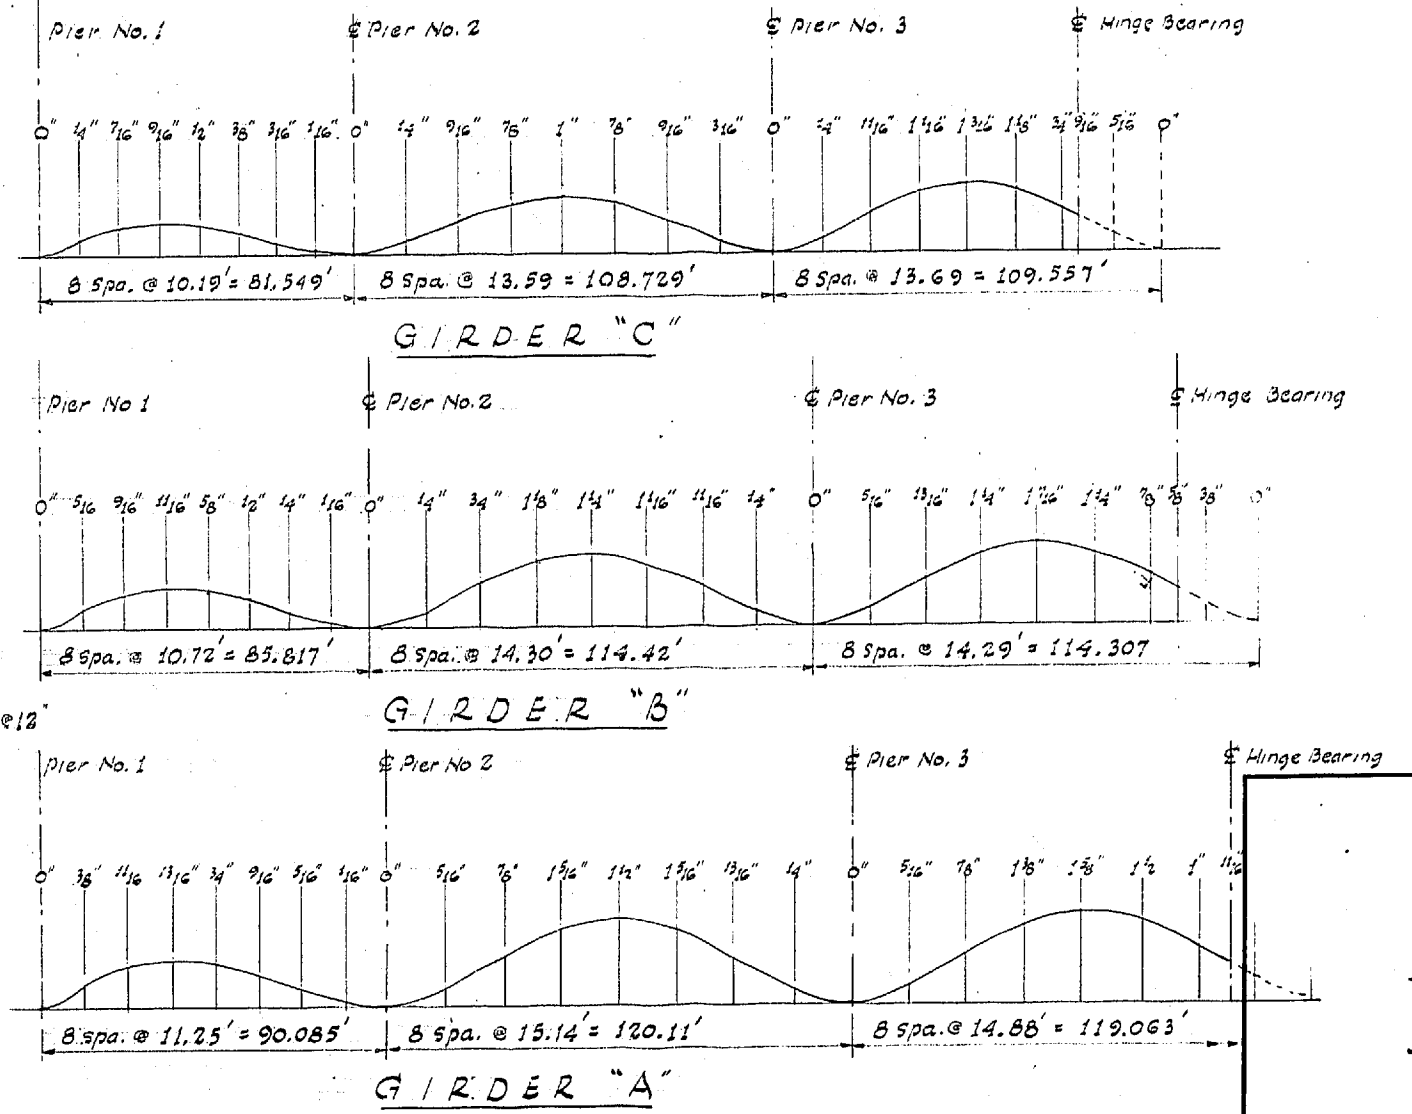 Pier No. 1 ℄ Pier No. 2 ℄ Pier No. 3 ℄ Hinge Bearing
0" 1/4" 7/16" 9/16" 1/2" 3/8" 3/16" 1/16" 0" 1/4" 9/16" 7/8" 1" 7/8" 9/16" 3/16" 0" 1/4" 11/16" 1 1/16" 1 3/16" 1 1/8" 3/4" 9/16" 5/16" 0"
8 Spa. @ 10.19' = 81.549' 8 Spa. @ 13.59 = 108.729' 8 Spa. @ 13.69 = 109.557'
GIRDER "C"
Pier No 1 ℄ Pier No. 2 ℄ Pier No. 3 ℄ Hinge Bearing
0" 5/16 9/16" 11/16" 5/8" 1/2" 1/4" 1/16" 0" 1/4" 3/4" 1 1/8" 1 1/4" 1 1/16" 11/16" 1/4" 0" 5/16" 13/16" 1 1/4" 1 7/16" 1 1/4" 7/8" 5/8" 3/8" 0"
8 Spa. @ 10.72' = 85.817' 8 Spa. @ 14.30' = 114.42' 8 Spa. @ 14.29' = 114.307
GIRDER "B"
@12"
Pier No. 1 ℄ Pier No 2 ℄ Pier No. 3 ℄ Hinge Bearing
0" 3/8" 11/16 13/16" 3/4" 9/16" 5/16" 1/16" 0" 5/16" 7/8" 1 5/16" 1 1/2" 1 5/16" 13/16" 1/4" 0" 5/16" 7/8" 1 3/8" 1 5/8" 1 1/2 1" 11/16"
8 Spa. @ 11.25' = 90.085' 8 Spa. @ 15.14' = 120.11' 8 Spa. @ 14.88' = 119.063'
GIRDER "A"